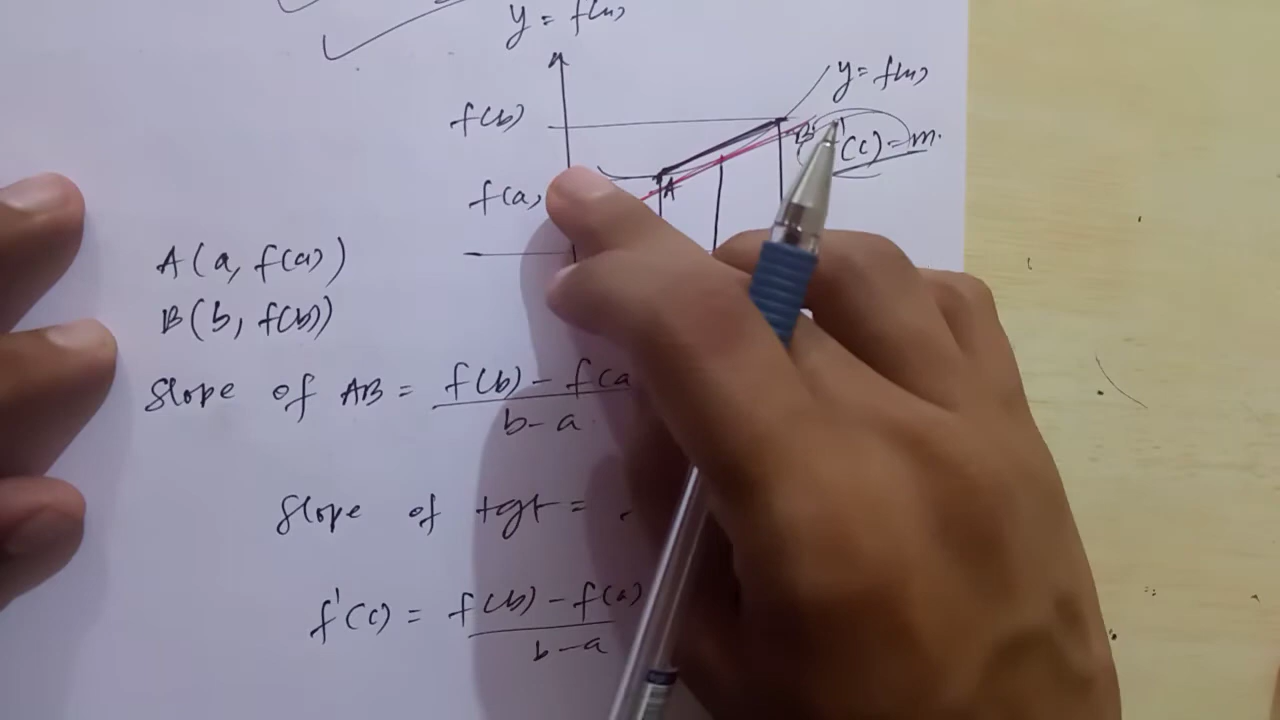 y = f(x)
y = f(x)
f(b)
B
(c) = m.
f(a)
A
A(a, f(a))
B(b, f(b))
Slope of AB = f(b) - f(a
b - a
Slope of tgt =
f'(c) = f(b) - f(a)
b - a